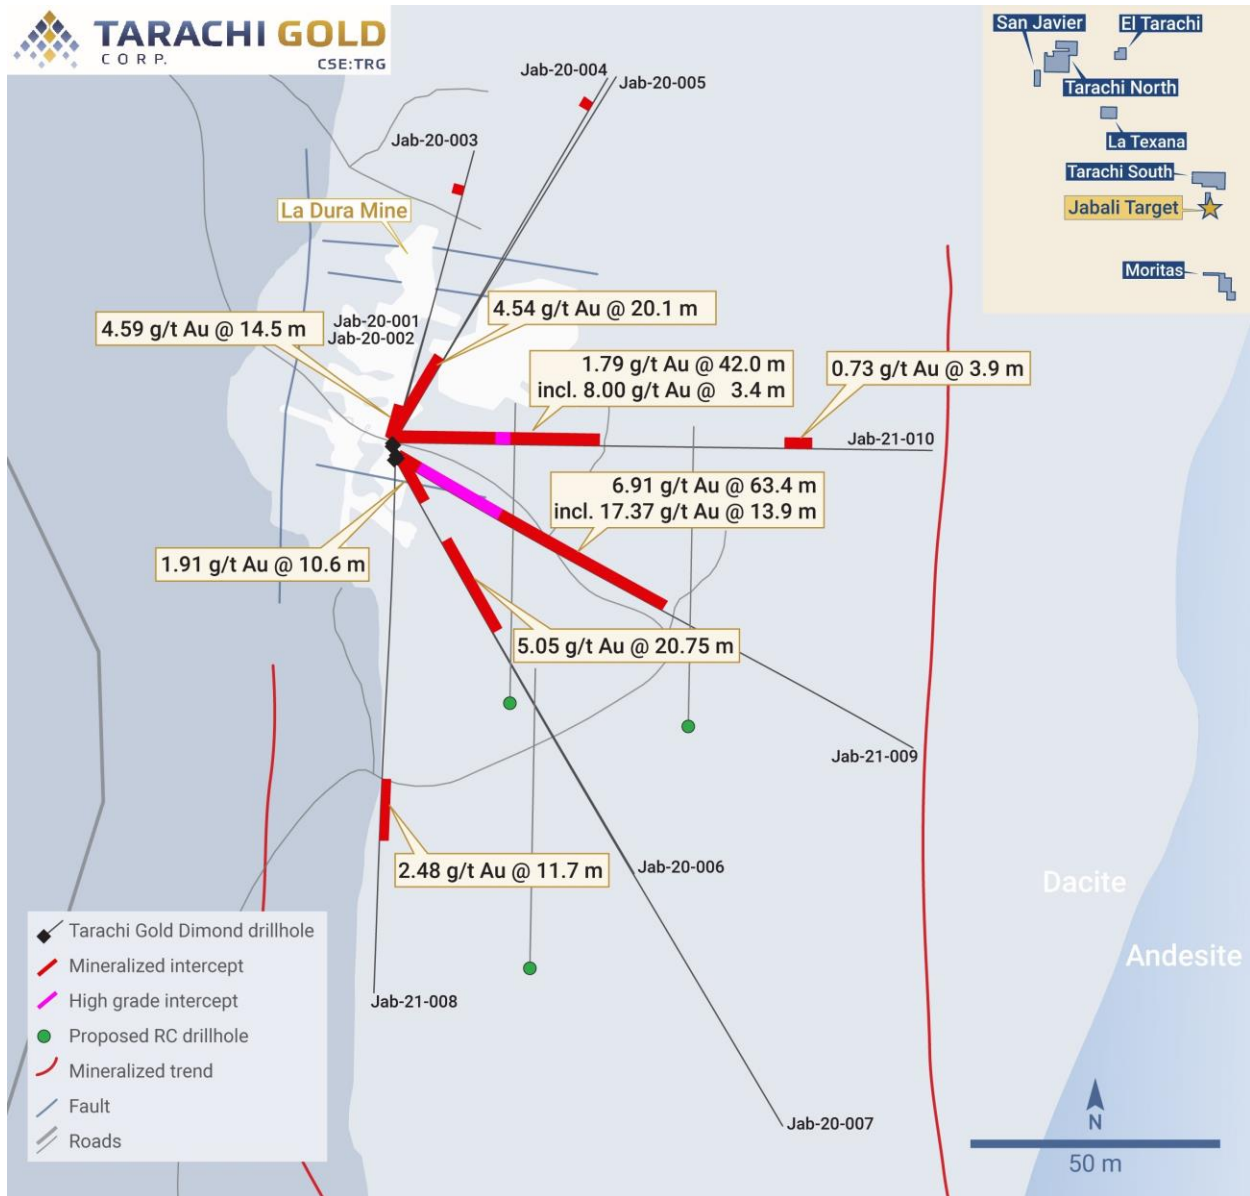 TARACHI GOLD
CORP.
CSE:TRG
San Javier
El Tarachi
Tarachi North
La Texana
Tarachi South
Jabali Target
Moritas
Jab-20-004
Jab-20-005
Jab-20-003
La Dura Mine
Jab-20-001
Jab-20-002
4.59 g/t Au @ 14.5 m
4.54 g/t Au @ 20.1 m
1.79 g/t Au @ 42.0 m
incl. 8.00 g/t Au @ 3.4 m
0.73 g/t Au @ 3.9 m
Jab-21-010
6.91 g/t Au @ 63.4 m
incl. 17.37 g/t Au @ 13.9 m
1.91 g/t Au @ 10.6 m
5.05 g/t Au @ 20.75 m
Jab-21-009
2.48 g/t Au @ 11.7 m
Jab-20-006
Dacite
Andesite
Jab-21-008
Jab-20-007
Tarachi Gold Dimond drillhole
Mineralized intercept
High grade intercept
Proposed RC drillhole
Mineralized trend
Fault
Roads
N
50 m